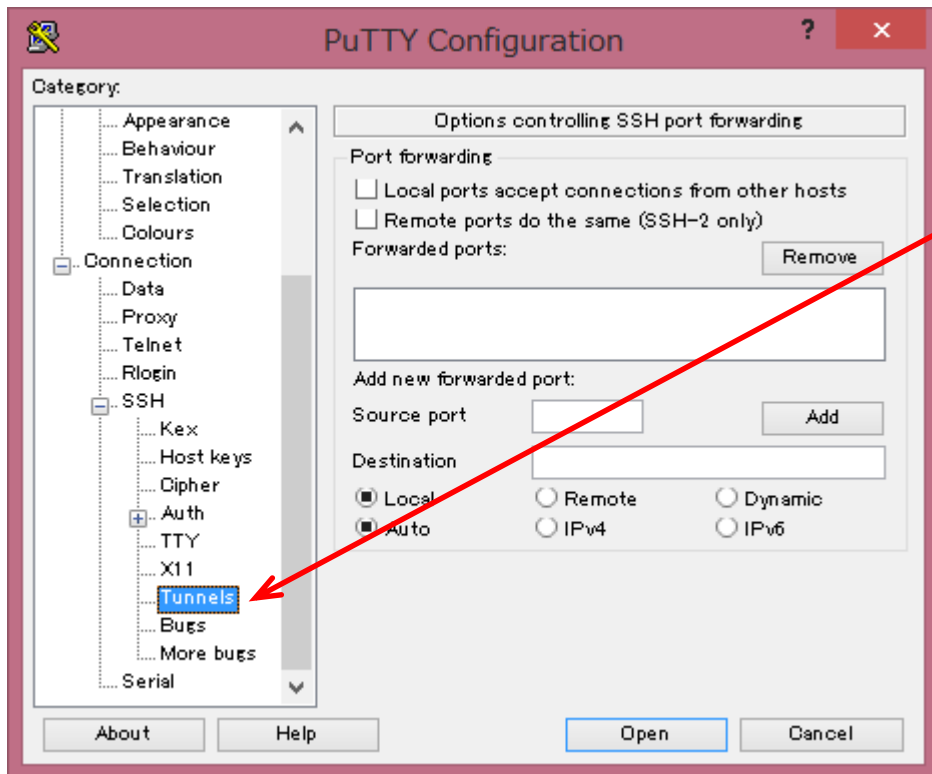 PuTTY Configuration
?
Category:
Appearance
Behaviour
Translation
Selection
Colours
Connection
Data
Proxy
Telnet
Rlogin
SSH
Kex
Host keys
Cipher
Auth
TTY
X11
Tunnels
Bugs
More bugs
Serial
Options controlling SSH port forwarding
Port forwarding
Local ports accept connections from other hosts
Remote ports do the same (SSH-2 only)
Forwarded ports:
Remove
Add new forwarded port:
Source port
Add
Destination
Local Remote Dynamic
Auto IPv4 IPv6
About Help Open Cancel